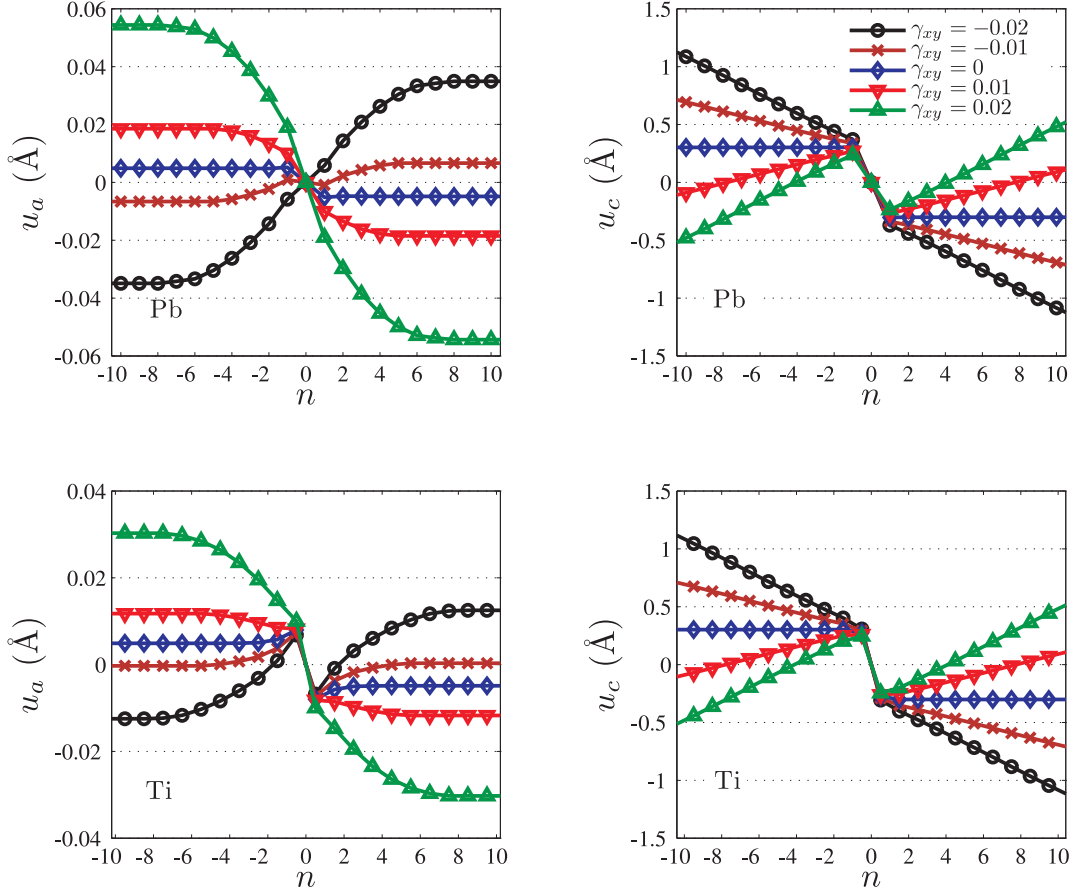 0.06
0.04
0.02
0
-0.02
-0.04
-0.06
u_a (Å)
Pb
-10 -8 -6 -4 -2 0 2 4 6 8 10
n
1.5
1
0.5
0
-0.5
-1
-1.5
u_c (Å)
γ_xy = −0.02
γ_xy = −0.01
γ_xy = 0
γ_xy = 0.01
γ_xy = 0.02
Pb
-10 -8 -6 -4 -2 0 2 4 6 8 10
n
0.04
0.02
0
-0.02
-0.04
u_a (Å)
Ti
-10 -8 -6 -4 -2 0 2 4 6 8 10
n
1.5
1
0.5
0
-0.5
-1
-1.5
u_c (Å)
Ti
-10 -8 -6 -4 -2 0 2 4 6 8 10
n